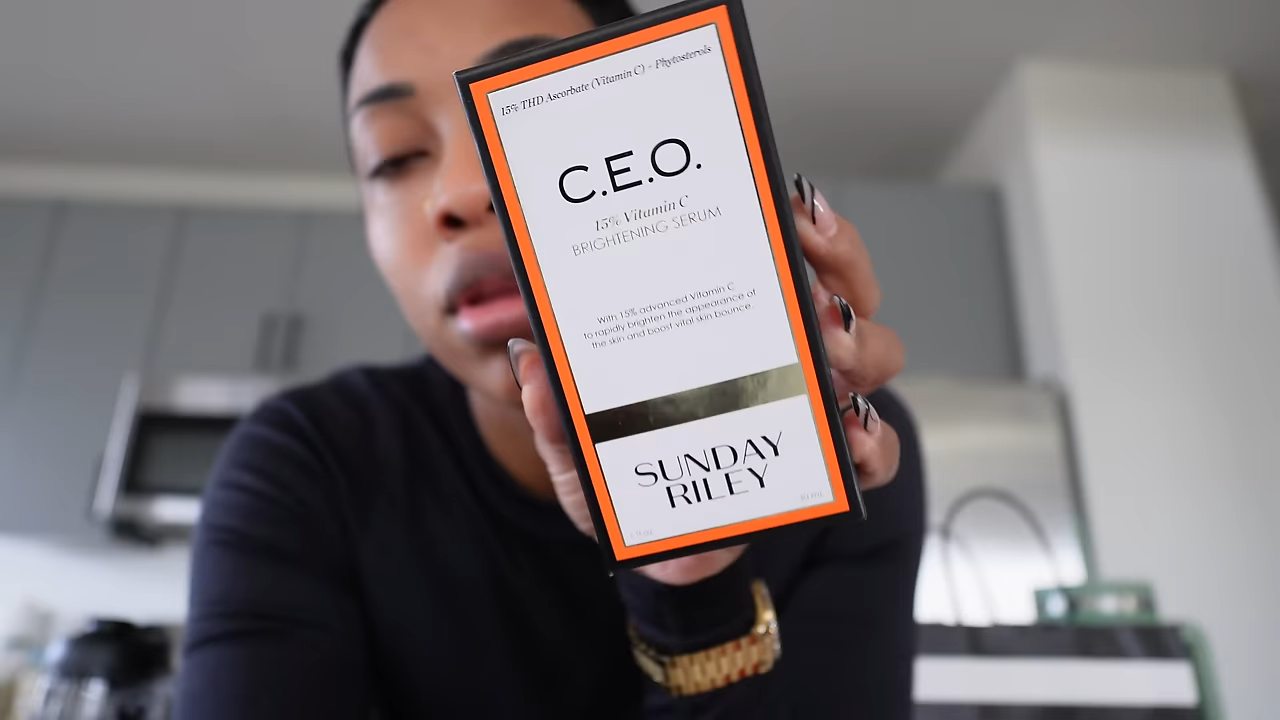 15% THD Ascorbate (Vitamin C) + Phytosterols
C.E.O.
15% Vitamin C
BRIGHTENING SERUM
With 15% advanced Vitamin C
to rapidly brighten the appearance of
the skin and boost vital skin bounce.
SUNDAY
RILEY